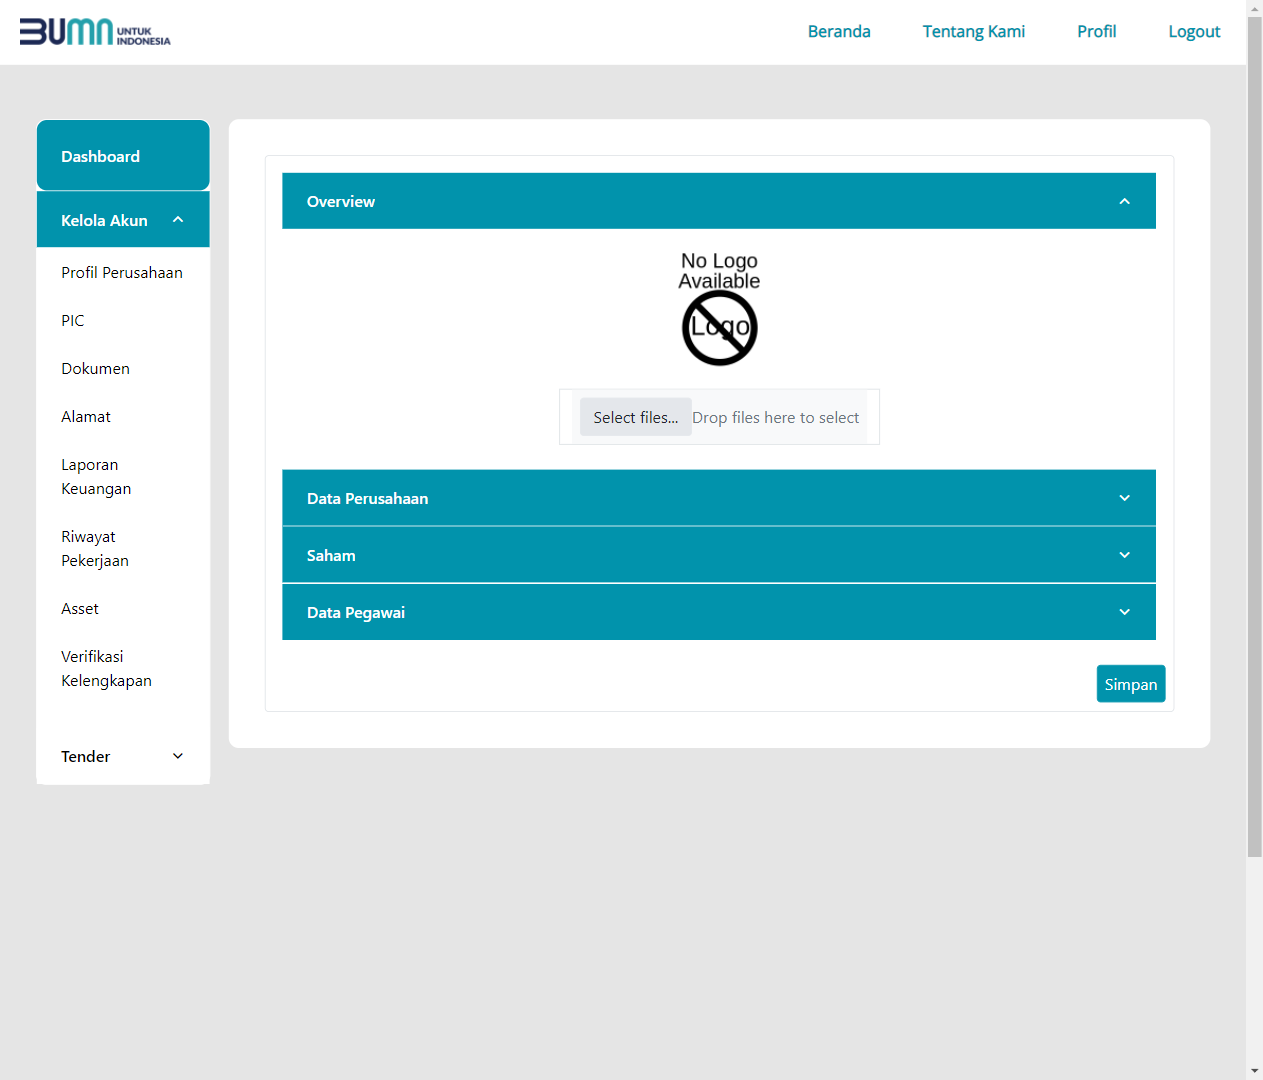 BUMN UNTUK INDONESIA
Beranda
Tentang Kami
Profil
Logout
Dashboard
Kelola Akun
Profil Perusahaan
PIC
Dokumen
Alamat
Laporan
Keuangan
Riwayat
Pekerjaan
Asset
Verifikasi
Kelengkapan
Tender
Overview
No Logo
Available
Logo
Select files...
Drop files here to select
Data Perusahaan
Saham
Data Pegawai
Simpan